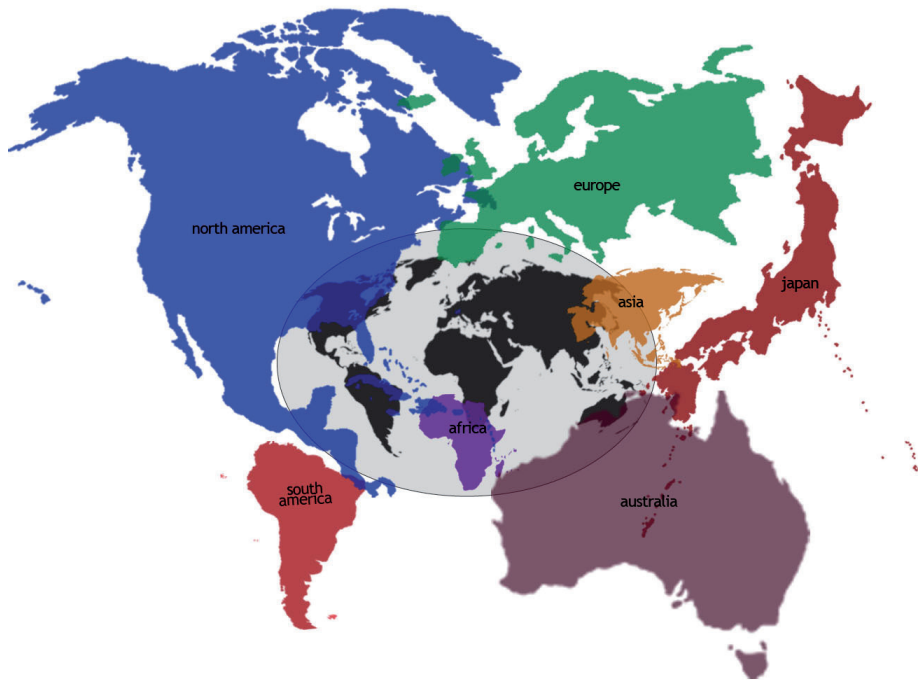 north america
europe
japan
asia
africa
south
america
australia